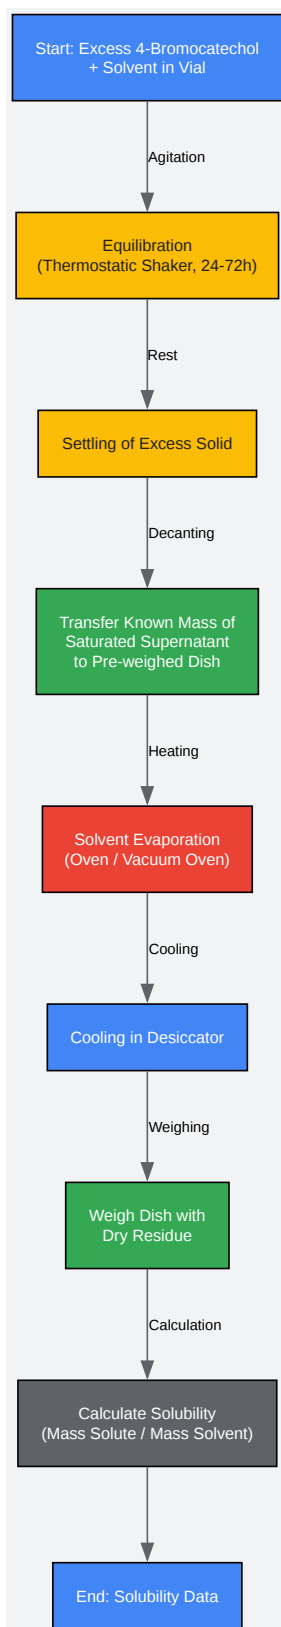 Start: Excess 4-Bromocatechol
+ Solvent in Vial
Agitation
Equilibration
(Thermostatic Shaker, 24-72h)
Rest
Settling of Excess Solid
Decanting
Transfer Known Mass of
Saturated Supernatant
to Pre-weighed Dish
Heating
Solvent Evaporation
(Oven / Vacuum Oven)
Cooling
Cooling in Desiccator
Weighing
Weigh Dish with
Dry Residue
Calculation
Calculate Solubility
(Mass Solute / Mass Solvent)
End: Solubility Data